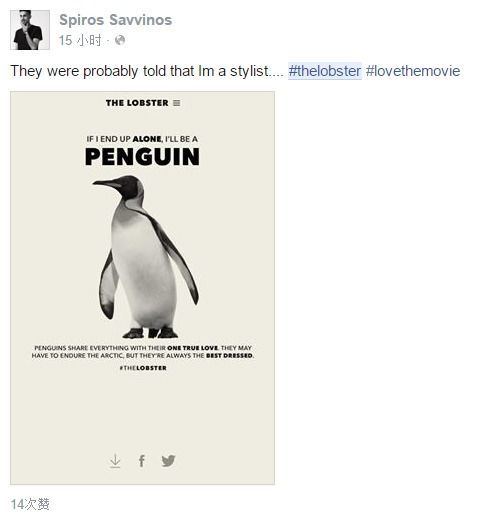 Spiros Savvinos
15 小时 ·
They were probably told that Im a stylist.... #thelobster #lovethemovie
THE LOBSTER
IF I END UP ALONE, I'LL BE A
PENGUIN
PENGUINS SHARE EVERYTHING WITH THEIR ONE TRUE LOVE. THEY MAY
HAVE TO ENDURE THE ARCTIC, BUT THEY'RE ALWAYS THE BEST DRESSED.
#THELOBSTER
14次赞